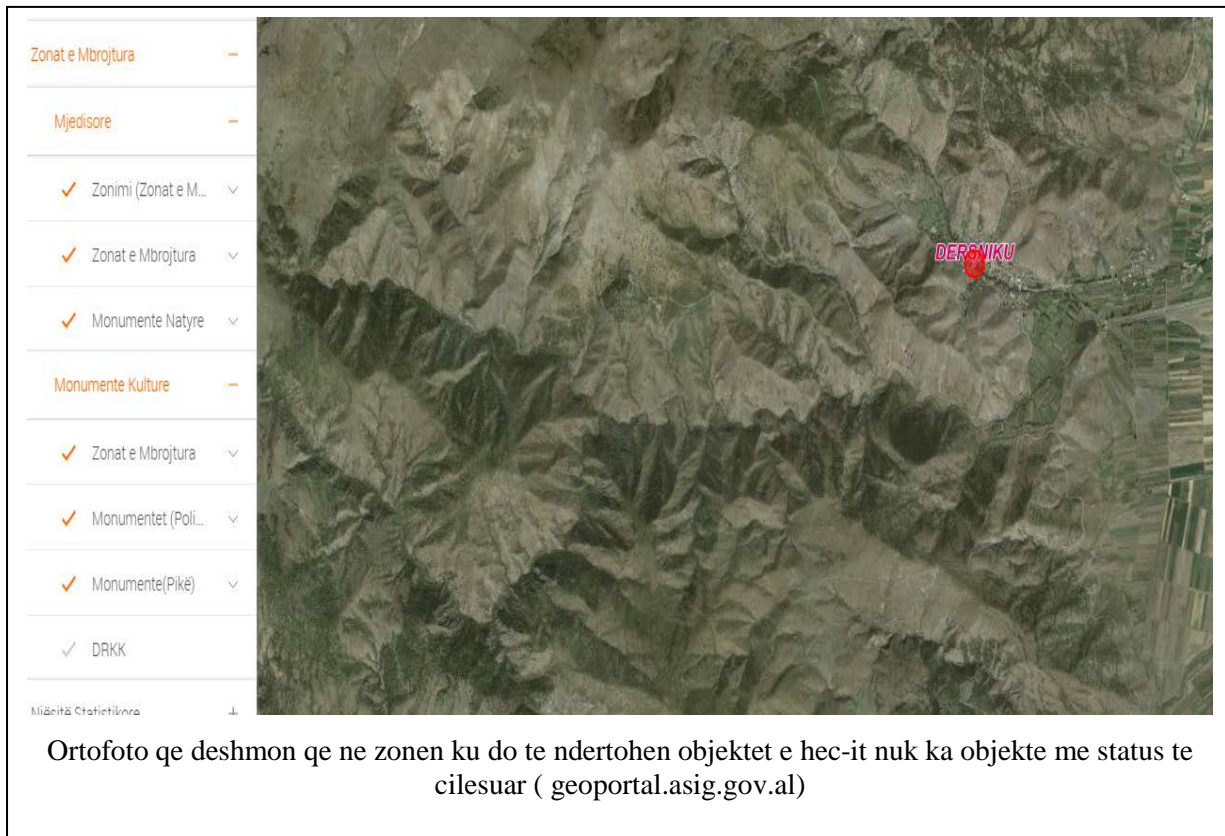 Zonat e Mbrojtura
Mjedisore
Zonimi (Zonat e M...
Zonat e Mbrojtura
Monumente Natyre
Monumente Kulture
Zonat e Mbrojtura
Monumentet (Poli...
Monumente(Pikë)
DRKK
Njësitë Statistikore
DERSNIKU
Ortofoto qe deshmon qe ne zonen ku do te ndertohen objektet e hec-it nuk ka objekte me status te
cilesuar ( geoportal.asig.gov.al)